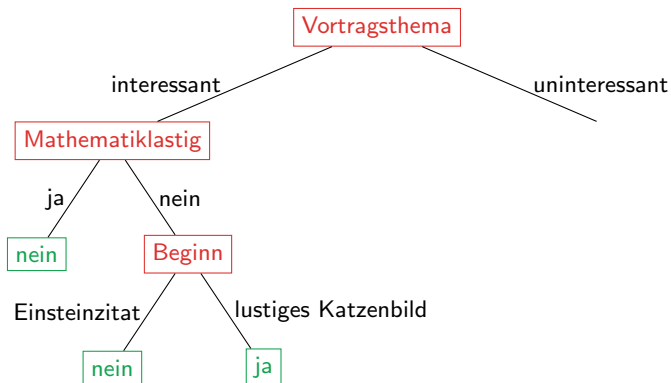 Vortragsthema
interessant
uninteressant
Mathematiklastig
ja
nein
nein
Beginn
Einsteinzitat
lustiges Katzenbild
nein
ja